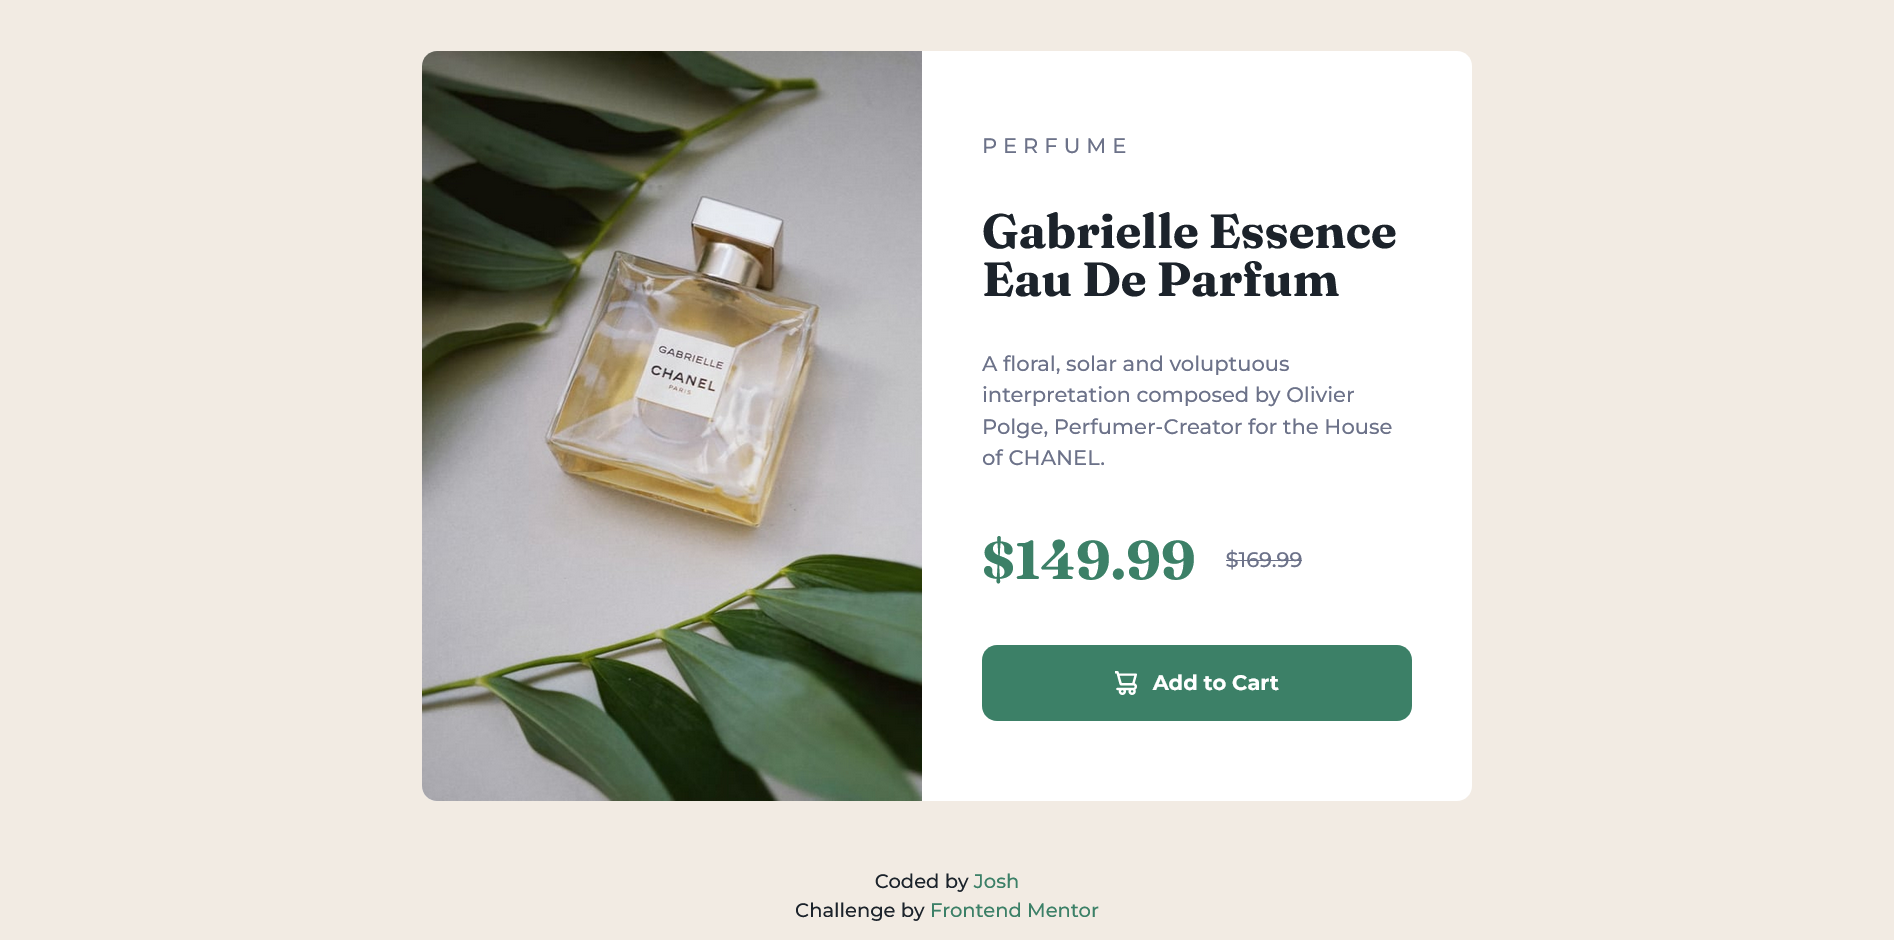 GABRIELLE
CHANEL
PARIS
PERFUME
Gabrielle Essence
Eau De Parfum
A floral, solar and voluptuous
interpretation composed by Olivier
Polge, Perfumer-Creator for the House
of CHANEL.
$149.99 $169.99
Add to Cart
Coded by Josh
Challenge by Frontend Mentor